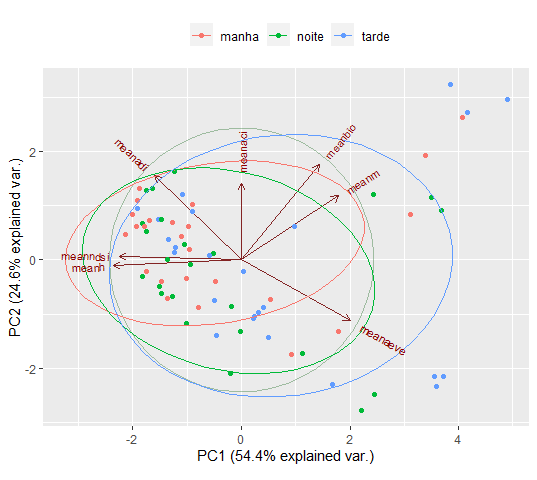 manha noite tarde
meanadi
meanaci
meanbio
meanm
meanndsi
meanh
meanaeve
2
0
-2
-2 0 2 4
PC1 (54.4% explained var.)
PC2 (24.6% explained var.)